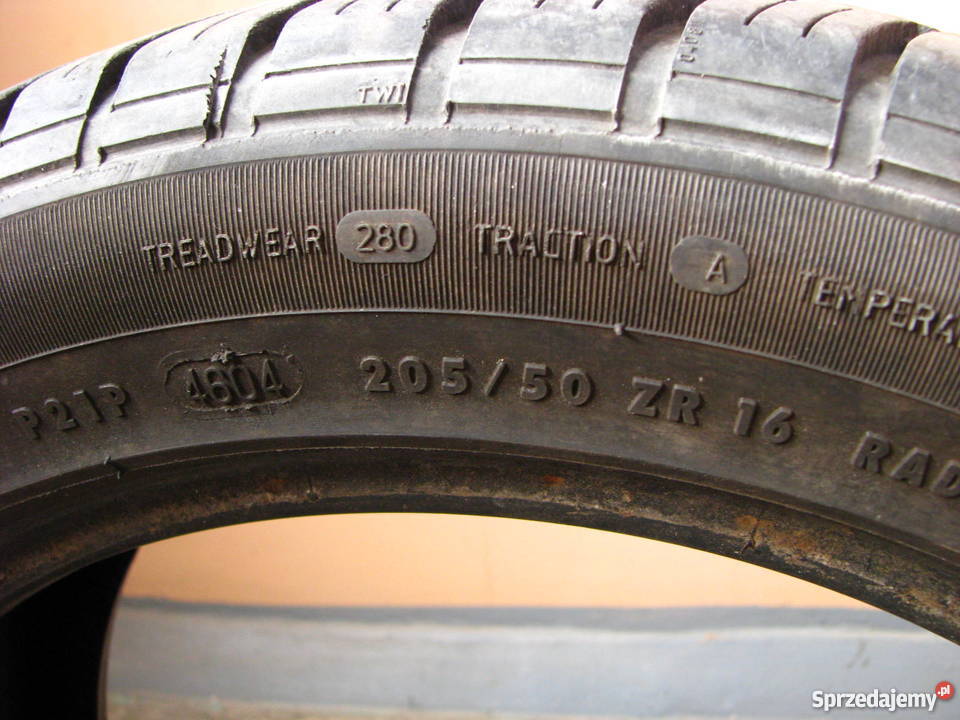 TWI
TREADWEAR 280 TRACTION A TEMPERA
P21P 4604 205/50 ZR 16 RAD
Sprzedajemy.pl